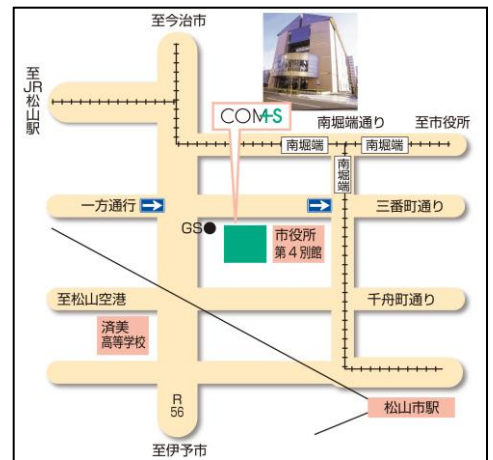 至今治市
至JR松山駅
COMS
南堀端通り
至市役所
南堀端
南堀端
南堀端
一方通行
三番町通り
GS
市役所
第4別館
至松山空港
千舟町通り
済美
高等学校
R
56
松山市駅
至伊予市